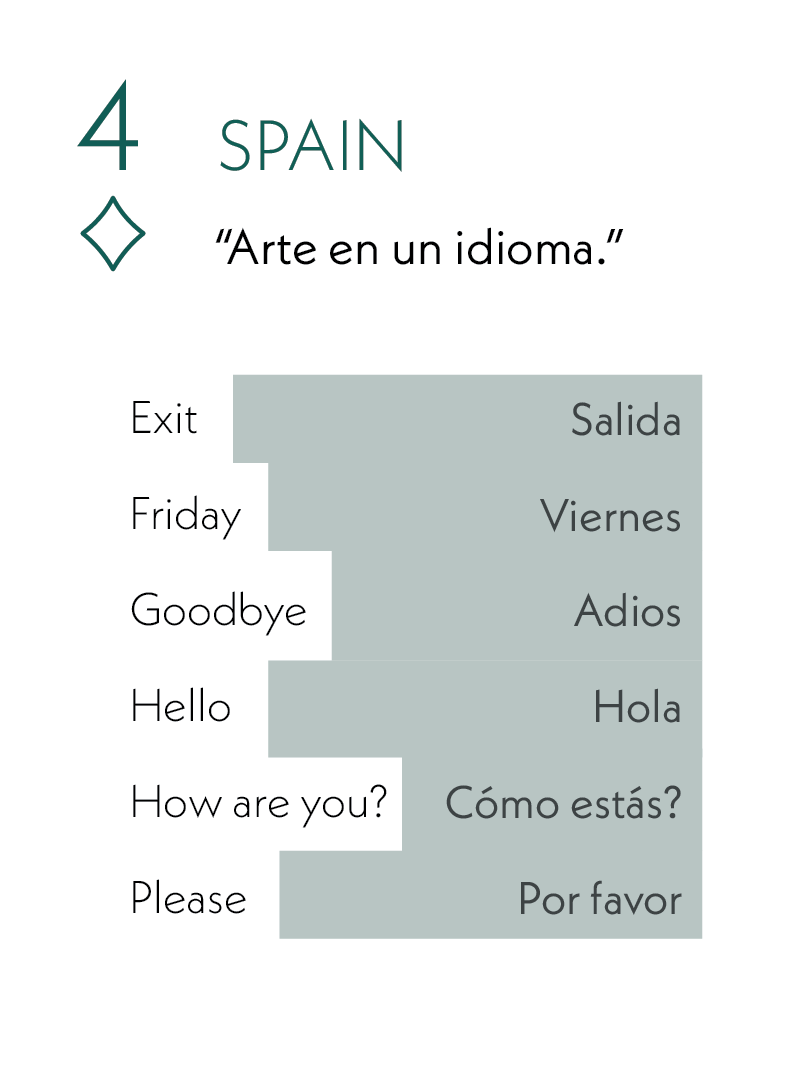 4 SPAIN
“Arte en un idioma.”
Exit Salida
Friday Viernes
Goodbye Adios
Hello Hola
How are you? Cómo estás?
Please Por favor